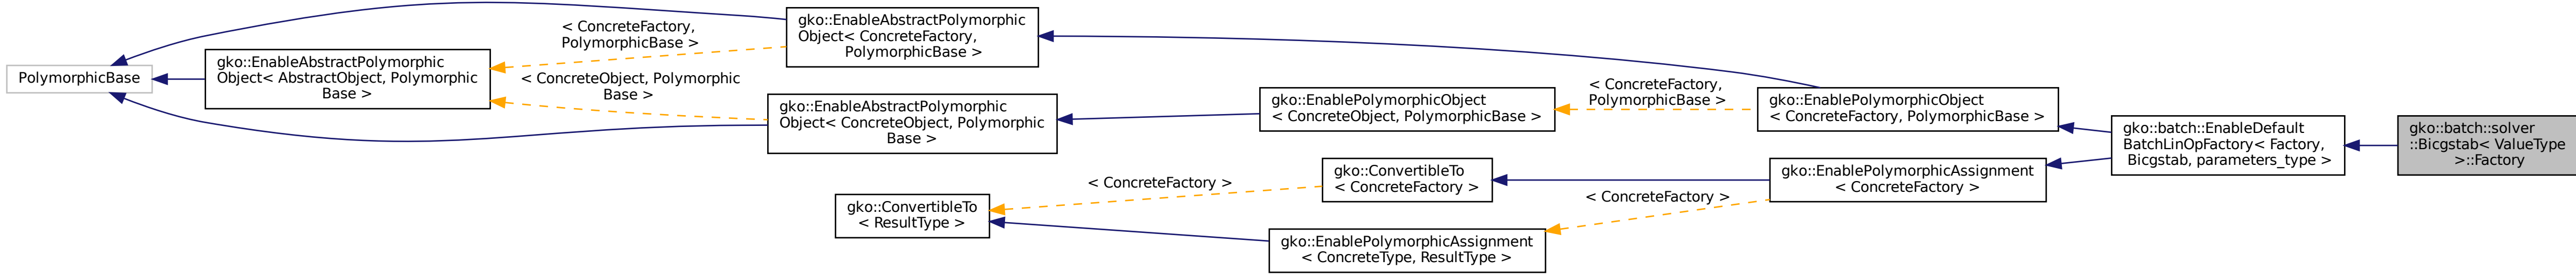 PolymorphicBase
gko::EnableAbstractPolymorphic
Object< AbstractObject, Polymorphic
Base >
< ConcreteFactory,
PolymorphicBase >
< ConcreteObject, Polymorphic
Base >
gko::EnableAbstractPolymorphic
Object< ConcreteFactory,
PolymorphicBase >
gko::EnableAbstractPolymorphic
Object< ConcreteObject, Polymorphic
Base >
gko::ConvertibleTo
< ResultType >
< ConcreteFactory >
gko::EnablePolymorphicObject
< ConcreteObject, PolymorphicBase >
gko::ConvertibleTo
< ConcreteFactory >
gko::EnablePolymorphicAssignment
< ConcreteType, ResultType >
< ConcreteFactory,
PolymorphicBase >
< ConcreteFactory >
gko::EnablePolymorphicObject
< ConcreteFactory, PolymorphicBase >
gko::EnablePolymorphicAssignment
< ConcreteFactory >
gko::batch::EnableDefault
BatchLinOpFactory< Factory,
Bicgstab, parameters_type >
gko::batch::solver
::Bicgstab< ValueType
>::Factory